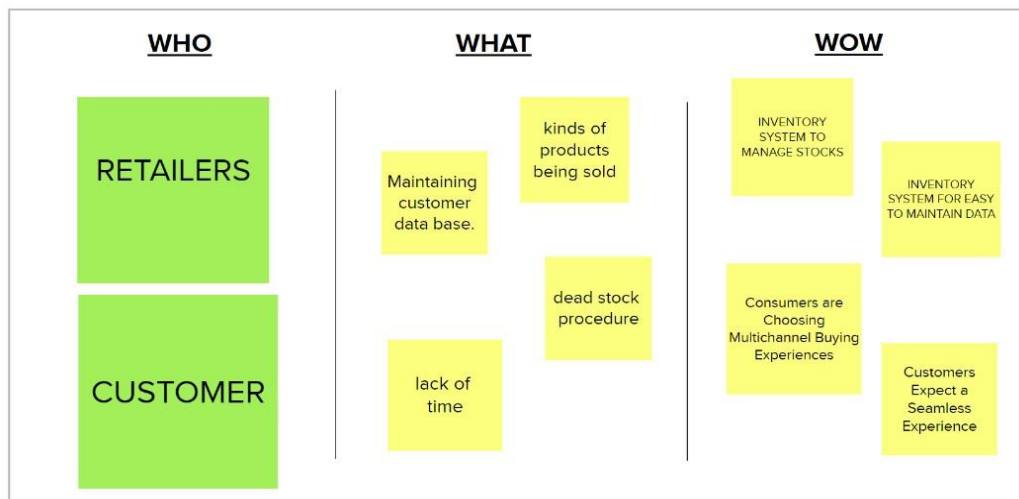 WHO
WHAT
WOW
RETAILERS
CUSTOMER
kinds of
products
being sold
Maintaining
customer
data base.
dead stock
procedure
lack of
time
INVENTORY
SYSTEM TO
MANAGE STOCKS
INVENTORY
SYSTEM FOR EASY
TO MAINTAIN DATA
Consumers are
Choosing
Multichannel Buying
Experiences
Customers
Expect a
Seamless
Experience